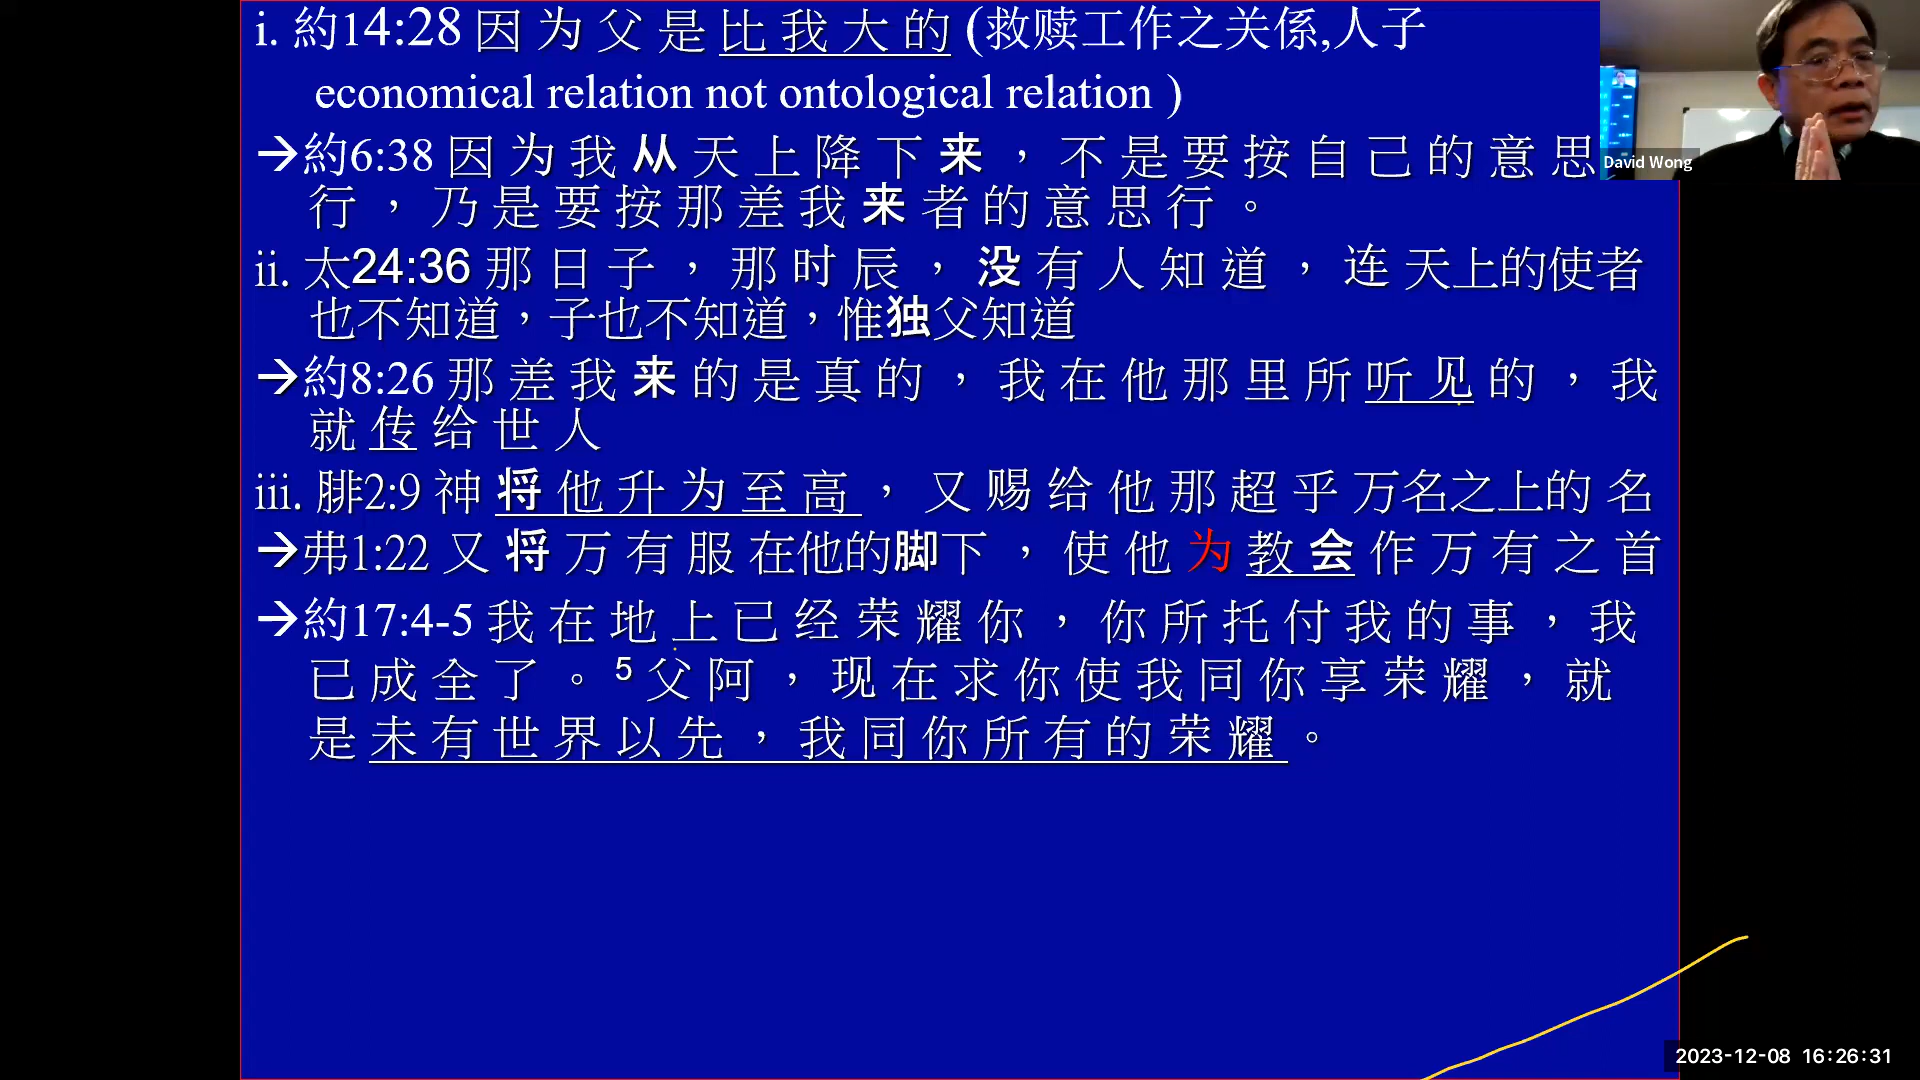 i. 約14:28 因为父是比我大的 (救赎工作之关係,人子
economical relation not ontological relation )
→約6:38 因为我从天上降下来，不是要按自己的意思
David Wong
行，乃是要按那差我来者的意思行。
ii. 太24:36 那日子，那时辰，没有人知道，连天上的使者
也不知道，子也不知道，惟独父知道
→約8:26 那差我来的是真的，我在他那里所听见的，我
就传给世人
iii. 腓2:9 神将他升为至高，又赐给他那超乎万名之上的名
→弗1:22 又将万有服在他的脚下，使他为教会作万有之首
→約17:4-5 我在地上已经荣耀你，你所托付我的事，我
已成全了。5 父阿，现在求你使我同你享荣耀，就
是未有世界以先，我同你所有的荣耀。
2023-12-08 16:26:31